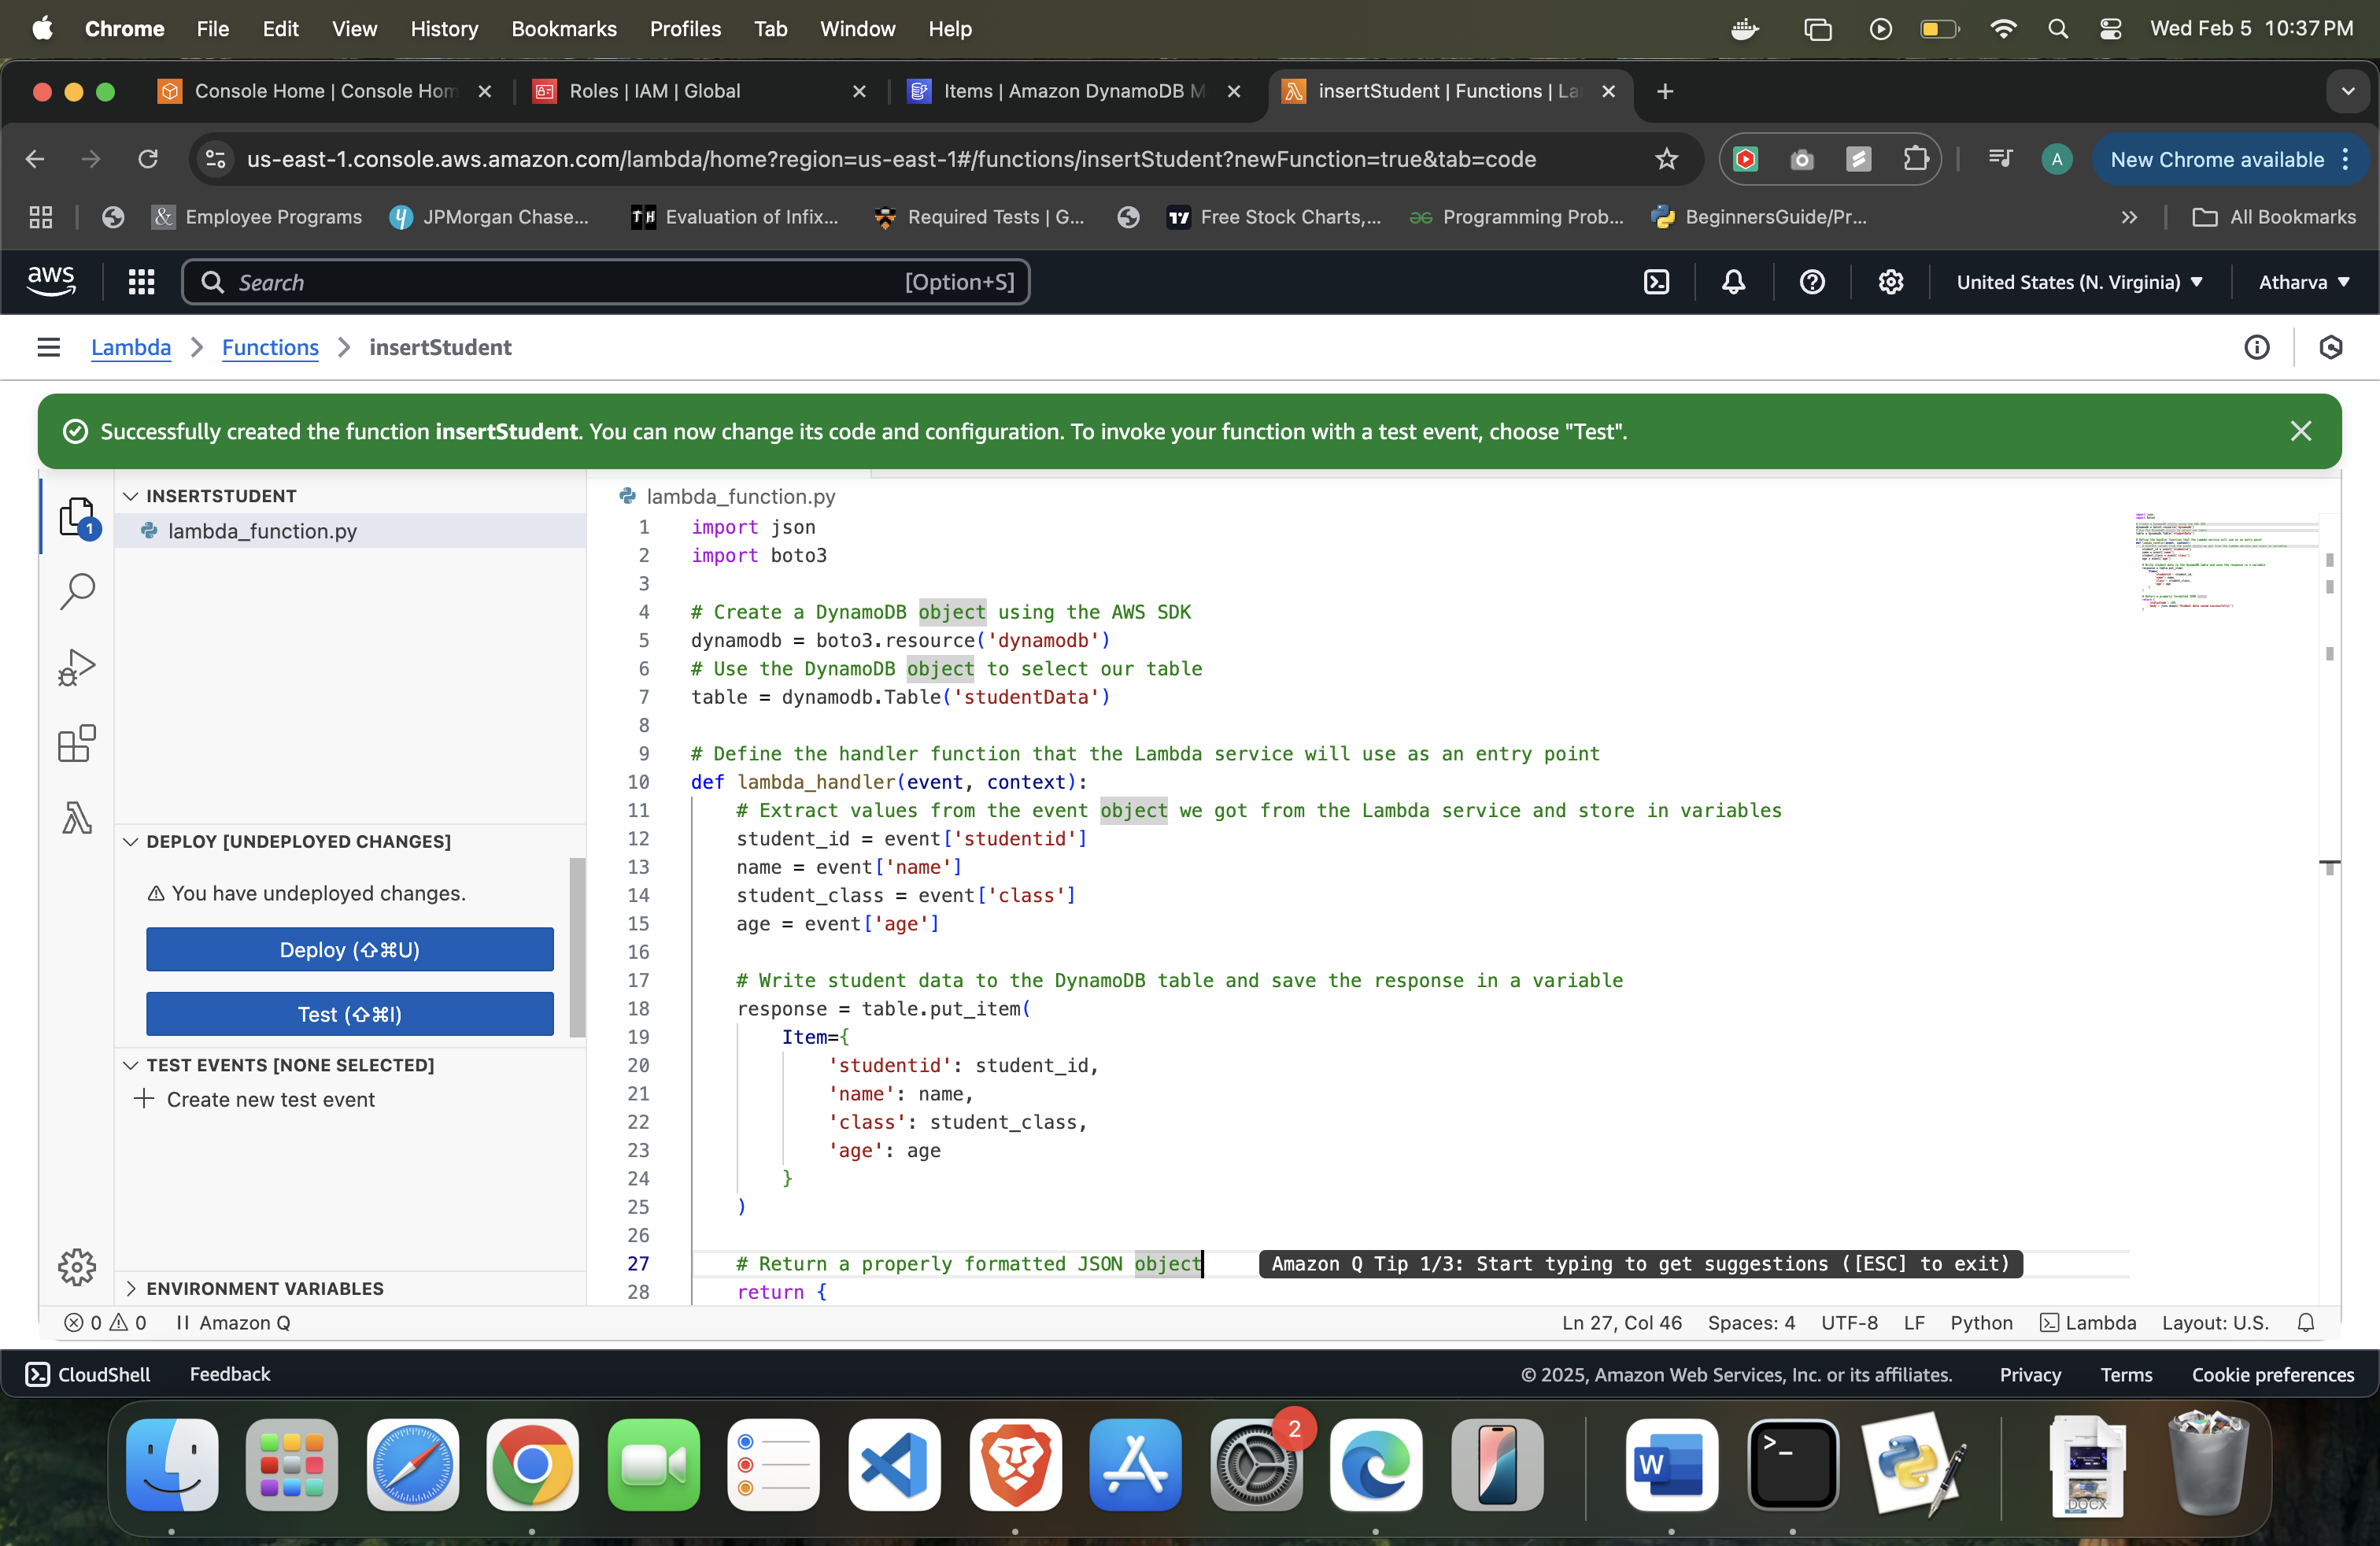 Chrome File Edit View History Bookmarks Profiles Tab Window Help Wed Feb 5 10:37 PM
Console Home | Console Hom Roles | IAM | Global Items | Amazon DynamoDB M insertStudent | Functions | La
us-east-1.console.aws.amazon.com/lambda/home?region=us-east-1#/functions/insertStudent?newFunction=true&tab=code A New Chrome available
Employee Programs JPMorgan Chase... Evaluation of Infix... Required Tests | G... Free Stock Charts,... Programming Prob... BeginnersGuide/Pr... All Bookmarks
aws Search [Option+S] United States (N. Virginia) Atharva
Lambda Functions insertStudent
Successfully created the function insertStudent. You can now change its code and configuration. To invoke your function with a test event, choose "Test".
1
INSERTSTUDENT
lambda_function.py
DEPLOY [UNDEPLOYED CHANGES]
You have undeployed changes.
Deploy (⇧⌘U)
Test (⇧⌘I)
TEST EVENTS [NONE SELECTED]
Create new test event
ENVIRONMENT VARIABLES
lambda_function.py
1 import json
2 import boto3
3
4 # Create a DynamoDB object using the AWS SDK
5 dynamodb = boto3.resource('dynamodb')
6 # Use the DynamoDB object to select our table
7 table = dynamodb.Table('studentData')
8
9 # Define the handler function that the Lambda service will use as an entry point
10 def lambda_handler(event, context):
11 # Extract values from the event object we got from the Lambda service and store in variables
12 student_id = event['studentid']
13 name = event['name']
14 student_class = event['class']
15 age = event['age']
16
17 # Write student data to the DynamoDB table and save the response in a variable
18 response = table.put_item(
19 Item={
20 'studentid': student_id,
21 'name': name,
22 'class': student_class,
23 'age': age
24 }
25 )
26
27 # Return a properly formatted JSON object Amazon Q Tip 1/3: Start typing to get suggestions ([ESC] to exit)
28 return {
0 0 Amazon Q Ln 27, Col 46 Spaces: 4 UTF-8 LF Python Lambda Layout: U.S.
CloudShell Feedback © 2025, Amazon Web Services, Inc. or its affiliates. Privacy Terms Cookie preferences
2
W
>_
DOCX